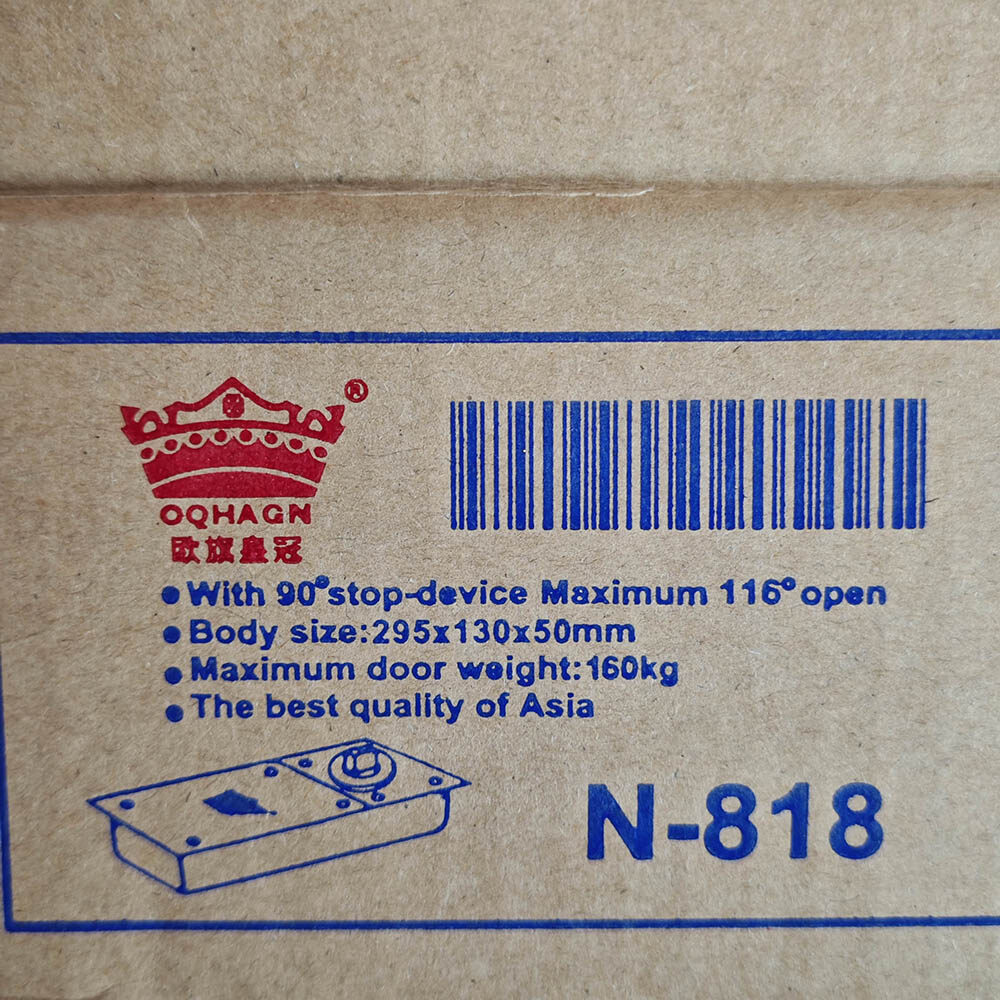 ®
OQHAGN
欧旗皇冠
•With 90°stop-device Maximum 116°open
•Body size:295x130x50mm
•Maximum door weight:160kg
•The best quality of Asia
N-818